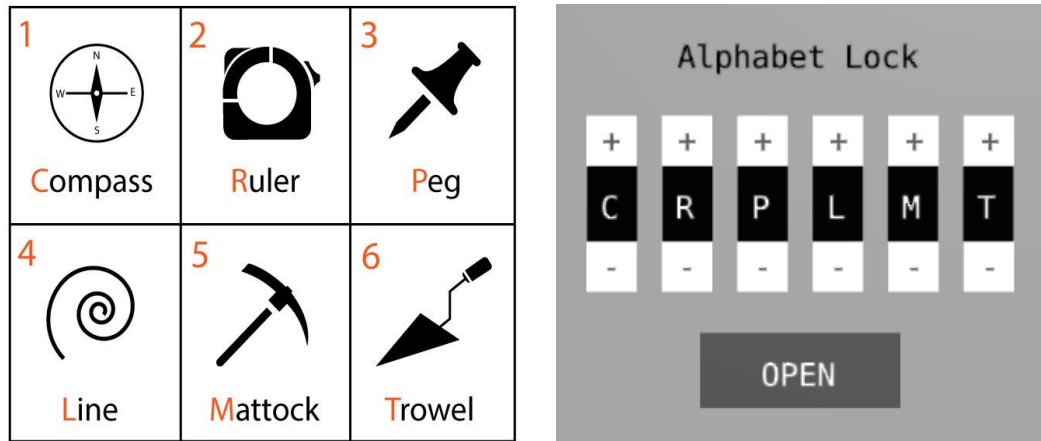 1
N
W E
S
Compass
2
Ruler
3
Peg
4
Line
5
Mattock
6
Trowel
Alphabet Lock
+ + + + + +
C R P L M T
- - - - - -
OPEN